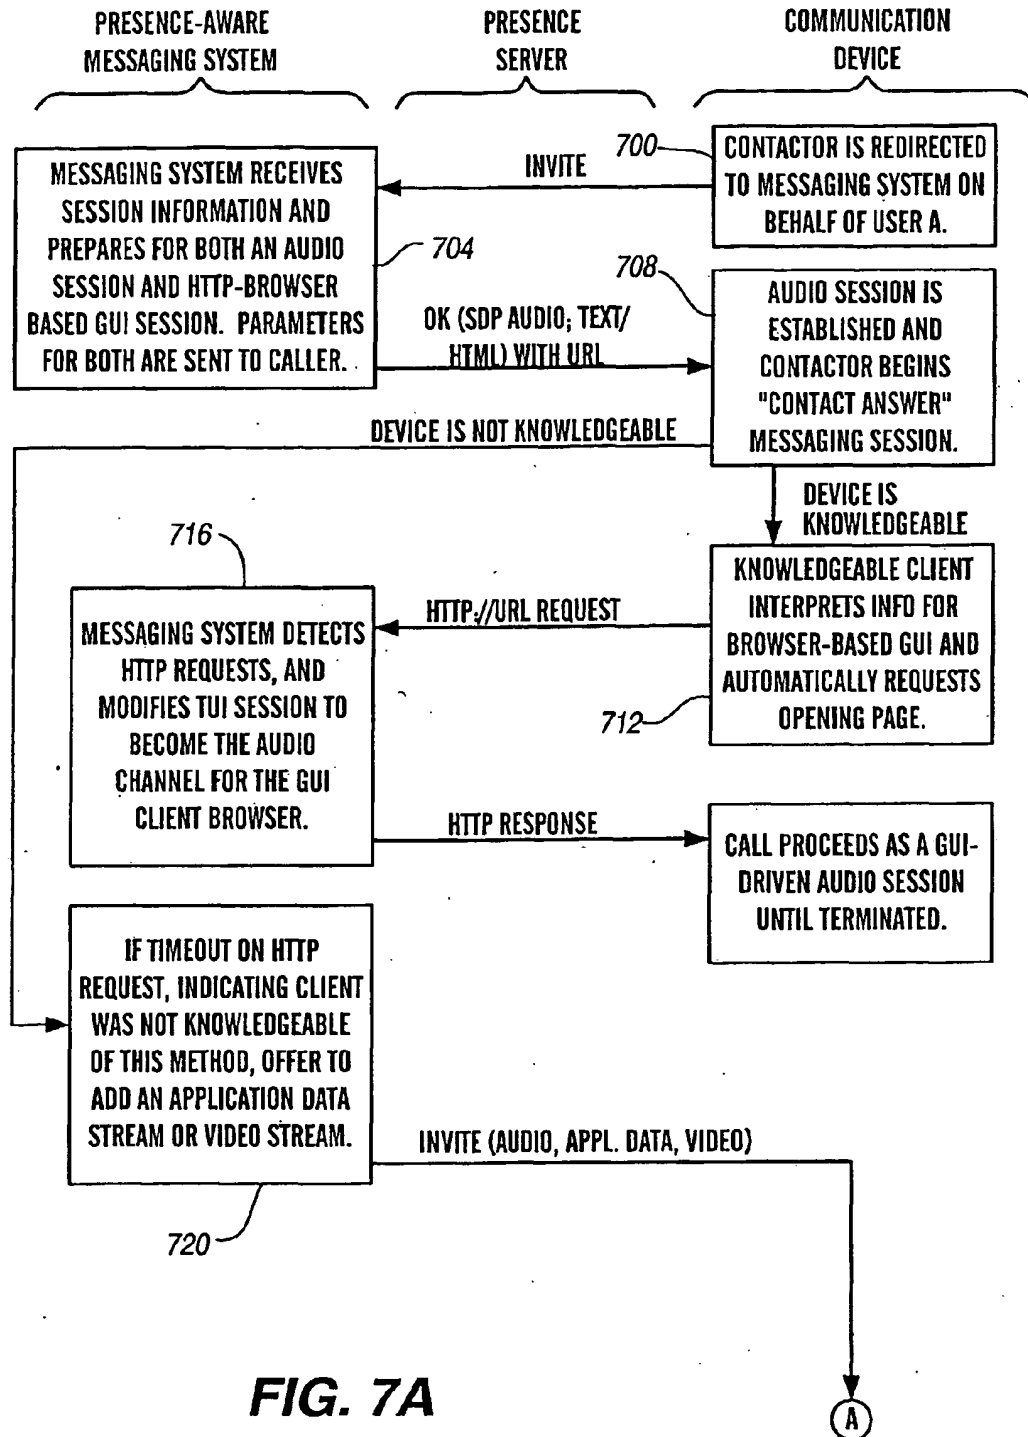 PRESENCE-AWARE
MESSAGING SYSTEM
PRESENCE
SERVER
COMMUNICATION
DEVICE
700
CONTACTOR IS REDIRECTED
TO MESSAGING SYSTEM ON
BEHALF OF USER A.
INVITE
MESSAGING SYSTEM RECEIVES
SESSION INFORMATION AND
PREPARES FOR BOTH AN AUDIO
SESSION AND HTTP-BROWSER
BASED GUI SESSION. PARAMETERS
FOR BOTH ARE SENT TO CALLER.
704
OK (SDP AUDIO; TEXT/
HTML) WITH URL
708
AUDIO SESSION IS
ESTABLISHED AND
CONTACTOR BEGINS
"CONTACT ANSWER"
MESSAGING SESSION.
DEVICE IS NOT KNOWLEDGEABLE
DEVICE IS
KNOWLEDGEABLE
KNOWLEDGEABLE CLIENT
INTERPRETS INFO FOR
BROWSER-BASED GUI AND
AUTOMATICALLY REQUESTS
OPENING PAGE.
712
HTTP://URL REQUEST
716
MESSAGING SYSTEM DETECTS
HTTP REQUESTS, AND
MODIFIES TUI SESSION TO
BECOME THE AUDIO
CHANNEL FOR THE GUI
CLIENT BROWSER.
HTTP RESPONSE
CALL PROCEEDS AS A GUI-
DRIVEN AUDIO SESSION
UNTIL TERMINATED.
IF TIMEOUT ON HTTP
REQUEST, INDICATING CLIENT
WAS NOT KNOWLEDGEABLE
OF THIS METHOD, OFFER TO
ADD AN APPLICATION DATA
STREAM OR VIDEO STREAM.
720
INVITE (AUDIO, APPL. DATA, VIDEO)
A
FIG. 7A